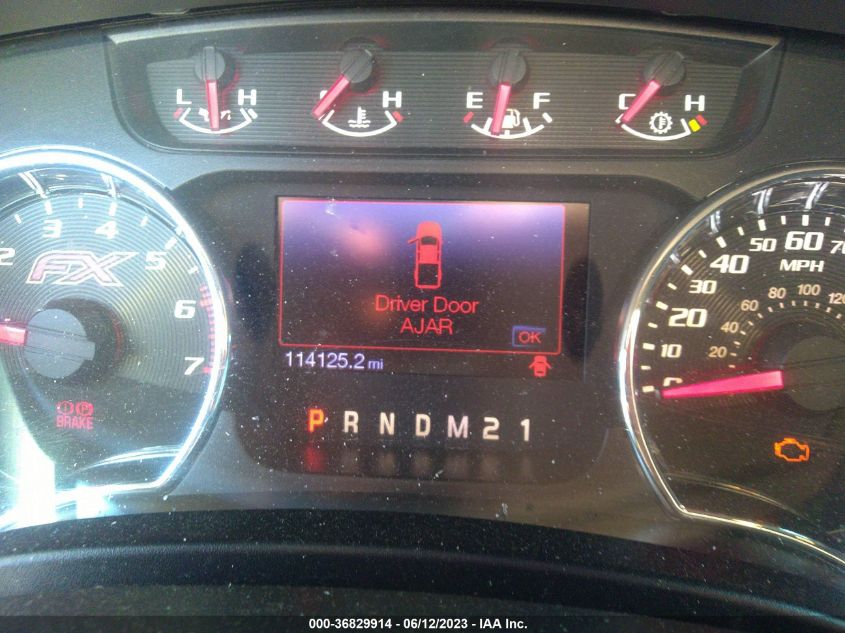 L H C H E F C H
2 3 4 5 6 7
FX
BRAKE
Driver Door
AJAR
OK
114125.2 mi
P R N D M 2 1
10 20 30 40 50 60 70
MPH
20 40 60 80 100 120
000-36829914 - 06/12/2023 - IAA Inc.